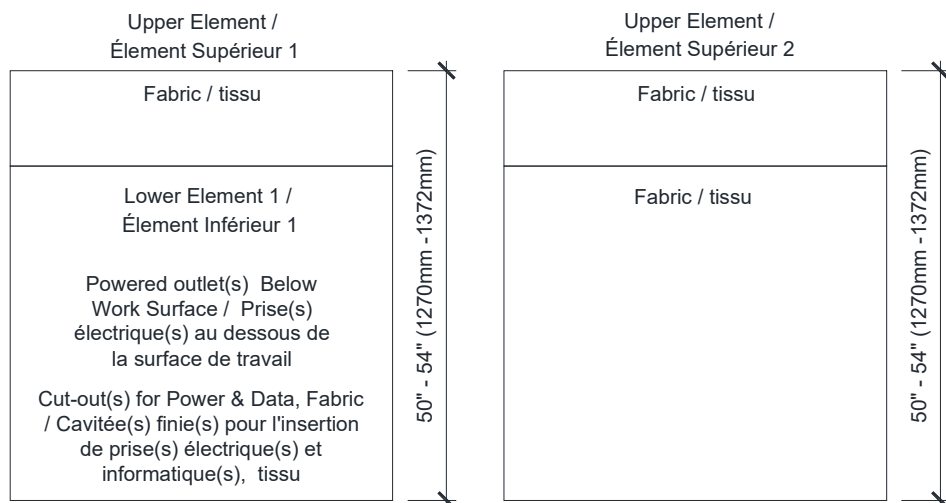 Upper Element /
Élement Supérieur 1
Fabric / tissu
Lower Element 1 /
Élement Inférieur 1
Powered outlet(s) Below
Work Surface / Prise(s)
électrique(s) au dessous de
la surface de travail
Cut-out(s) for Power & Data, Fabric
/ Cavitée(s) finie(s) pour l'insertion
de prise(s) électrique(s) et
informatique(s), tissu
50" - 54" (1270mm -1372mm)
Upper Element /
Élement Supérieur 2
Fabric / tissu
Fabric / tissu
50" - 54" (1270mm -1372mm)